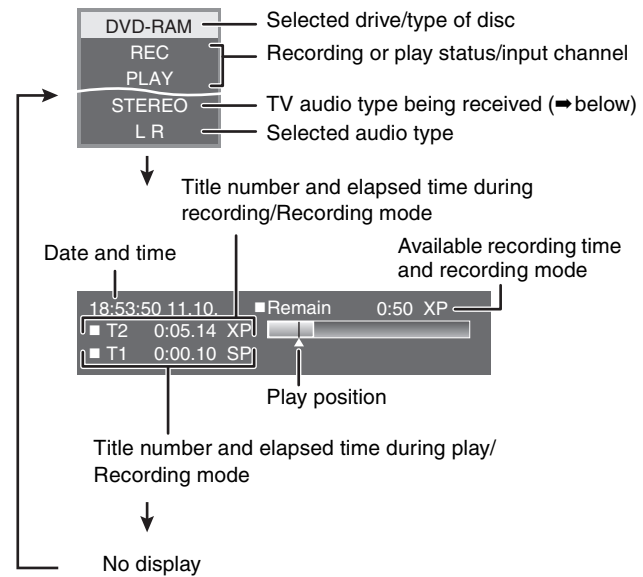 DVD-RAM
Selected drive/type of disc
REC
Recording or play status/input channel
PLAY
STEREO
TV audio type being received (➡below)
L R
Selected audio type
Title number and elapsed time during
recording/Recording mode
Date and time
Available recording time
and recording mode
18:53:50 11.10.
Remain 0:50 XP
T2 0:05.14 XP
T1 0:00.10 SP
Play position
Title number and elapsed time during play/
Recording mode
No display